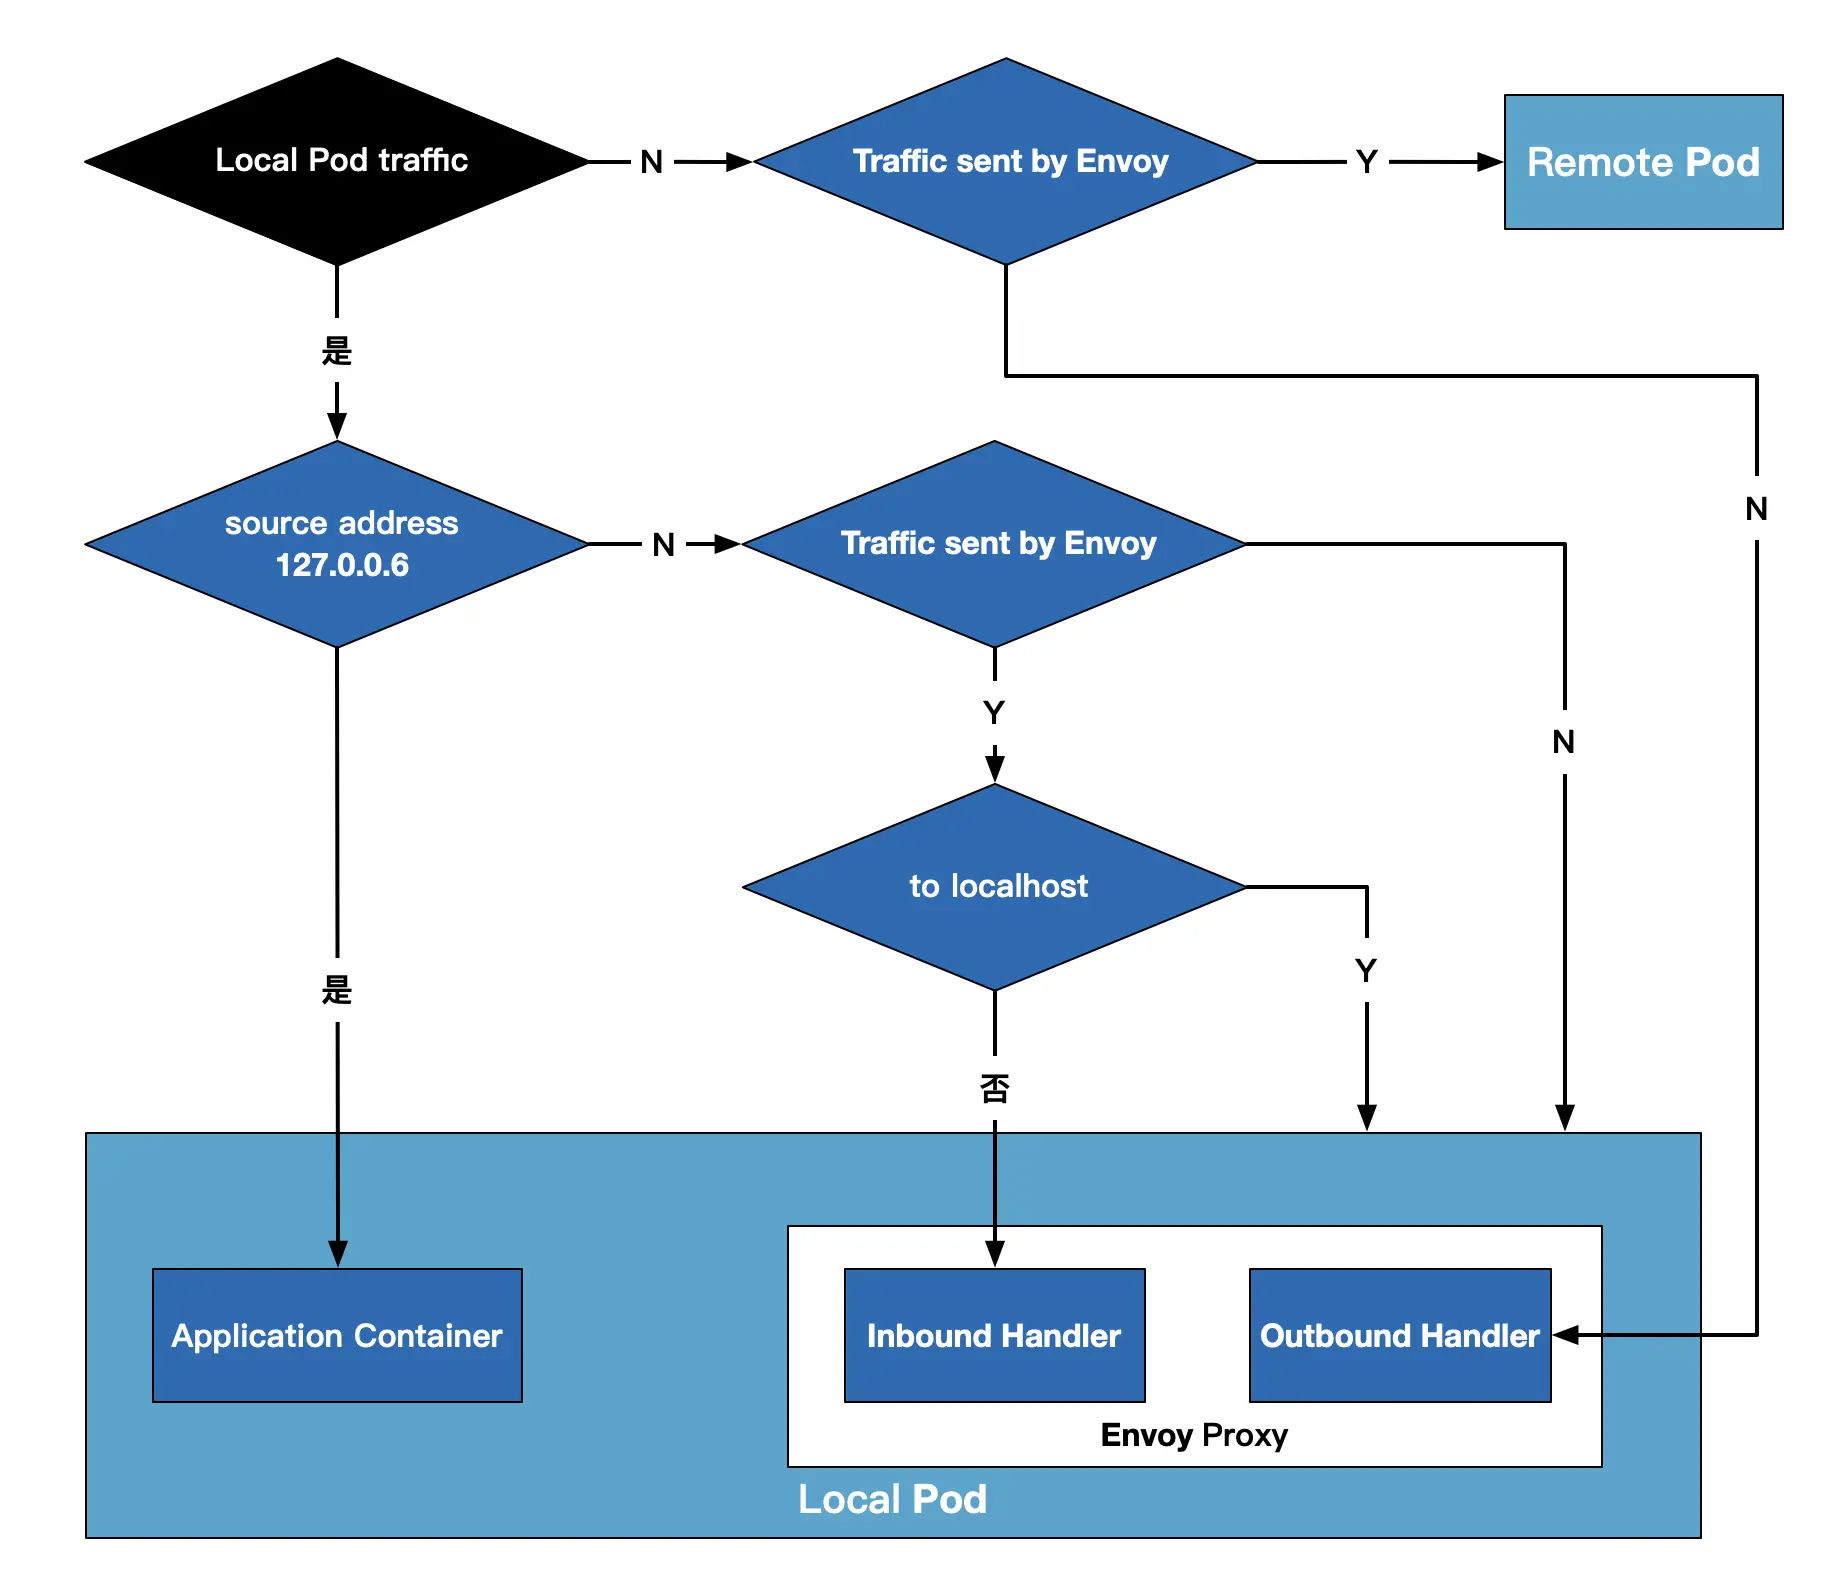 Local Pod traffic
N
Traffic sent by Envoy
Y
Remote Pod
是
N
source address
127.0.0.6
N
Traffic sent by Envoy
Y
N
to localhost
Y
是
否
Application Container
Inbound Handler
Outbound Handler
Envoy Proxy
Local Pod